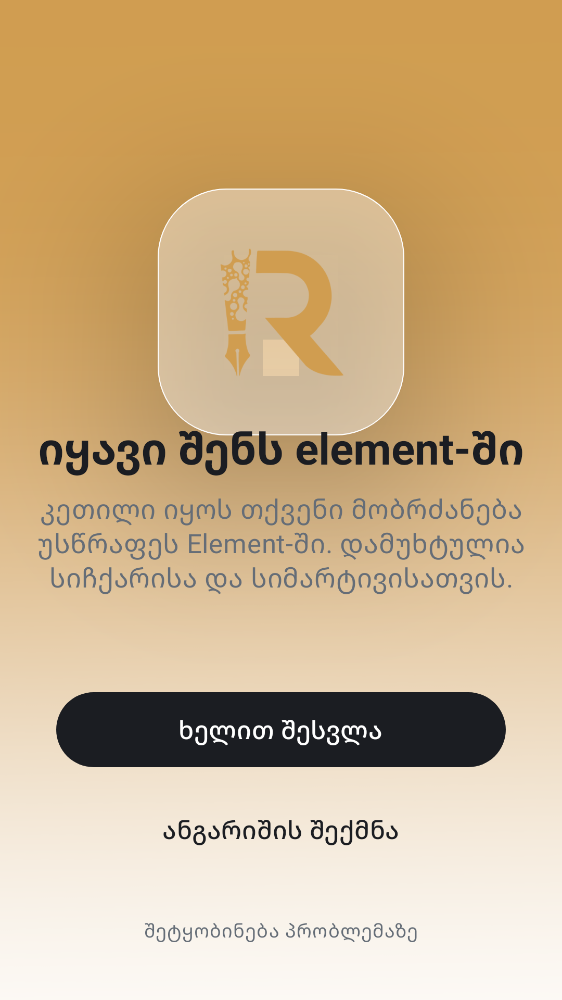 R
იყავი შენს element-ში
კეთილი იყოს თქვენი მობრძანება
უსწრაფეს Element-ში. დამუხტულია
სიჩქარისა და სიმარტივისათვის.
ხელით შესვლა
ანგარიშის შექმნა
შეტყობინება პრობლემაზე